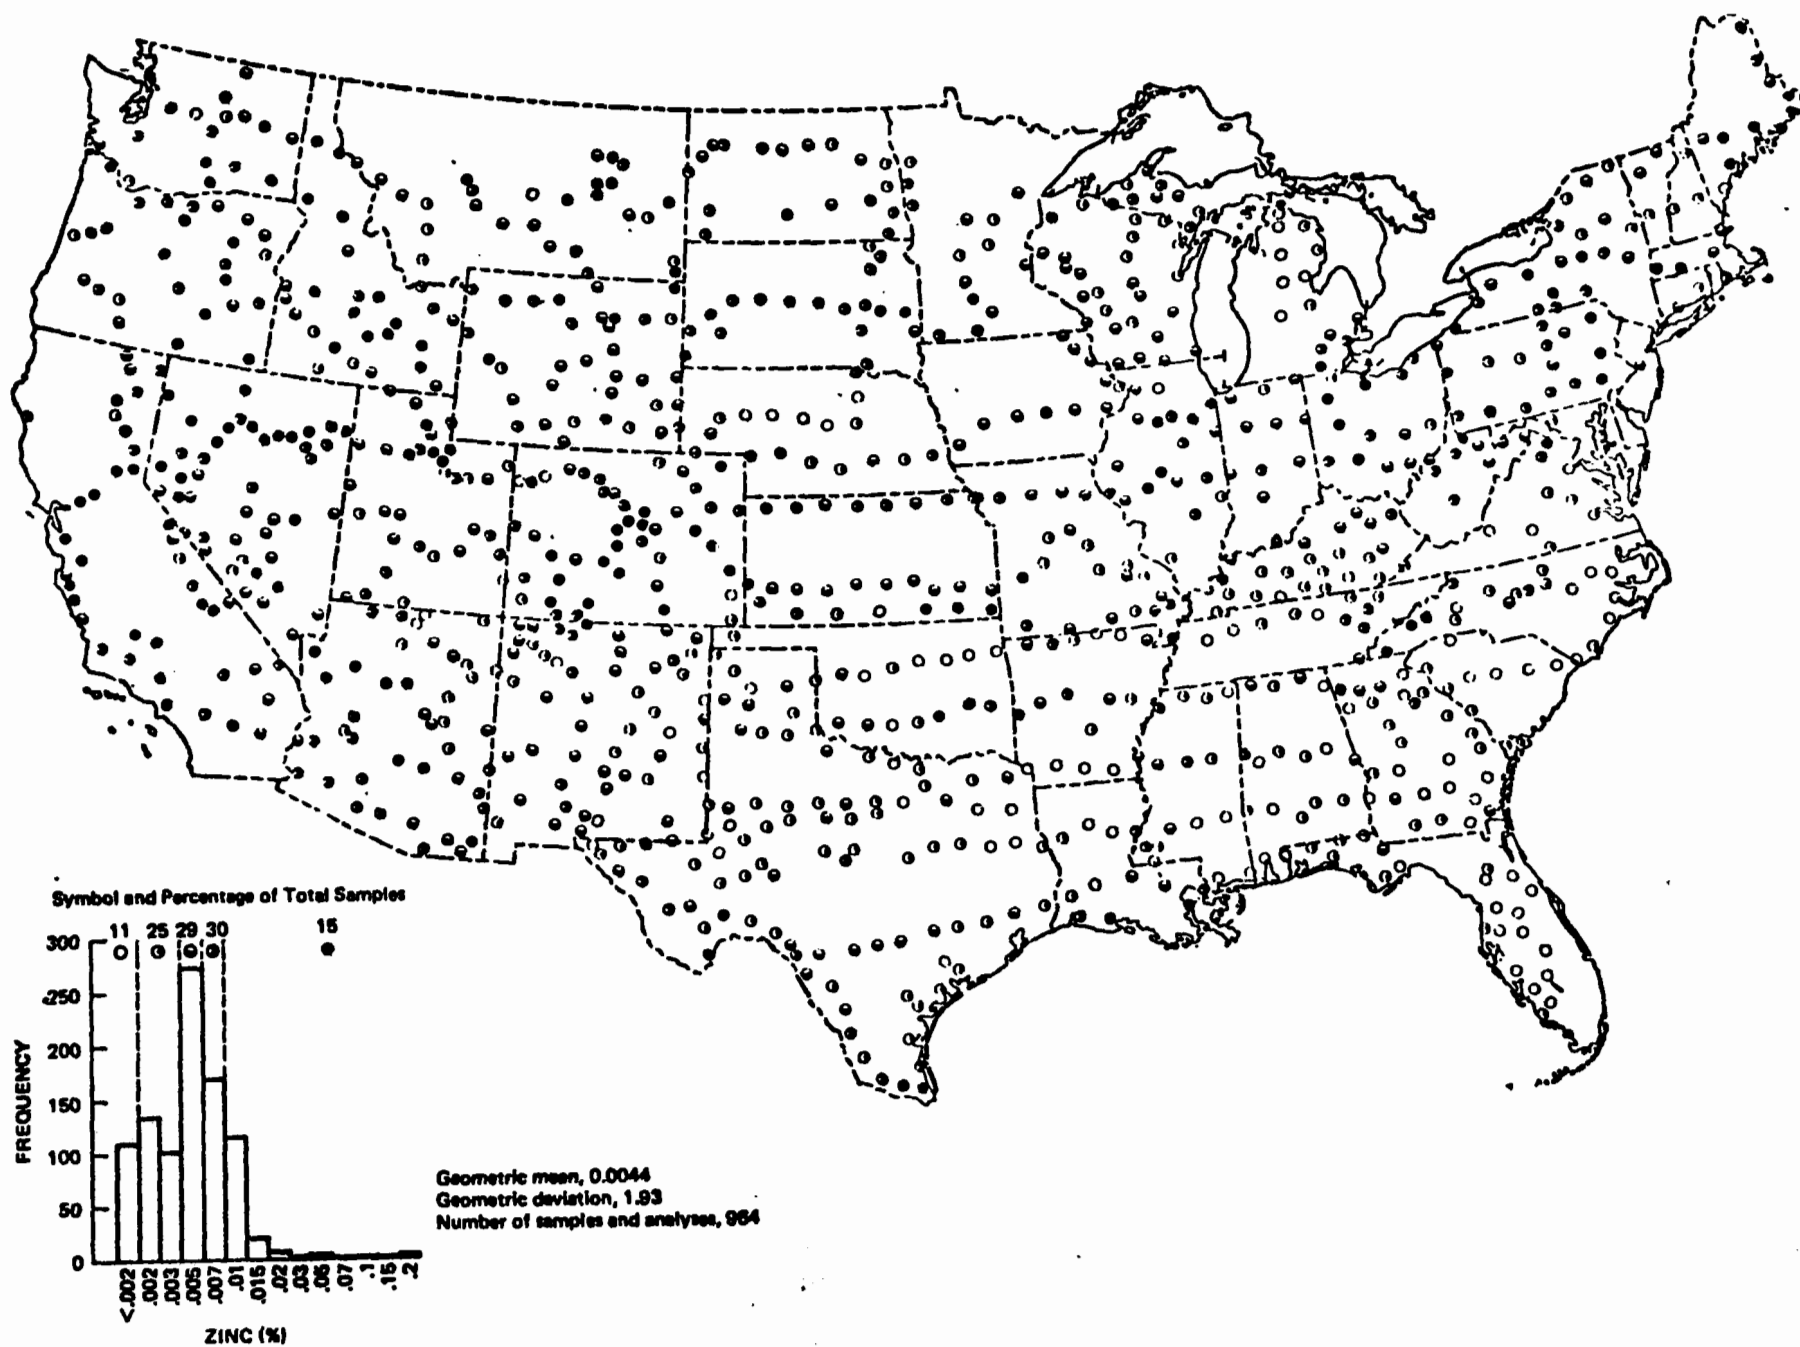 Symbol and Percentage of Total Samples
11 25 29 30 15
300
250
200
150
100
50
0
FREQUENCY
<.002 .002 .003 .005 .007 .01 .015 .02 .03 .05 .07 .1 .15 .2
ZINC (%)
Geometric mean, 0.0044
Geometric deviation, 1.93
Number of samples and analyses, 964